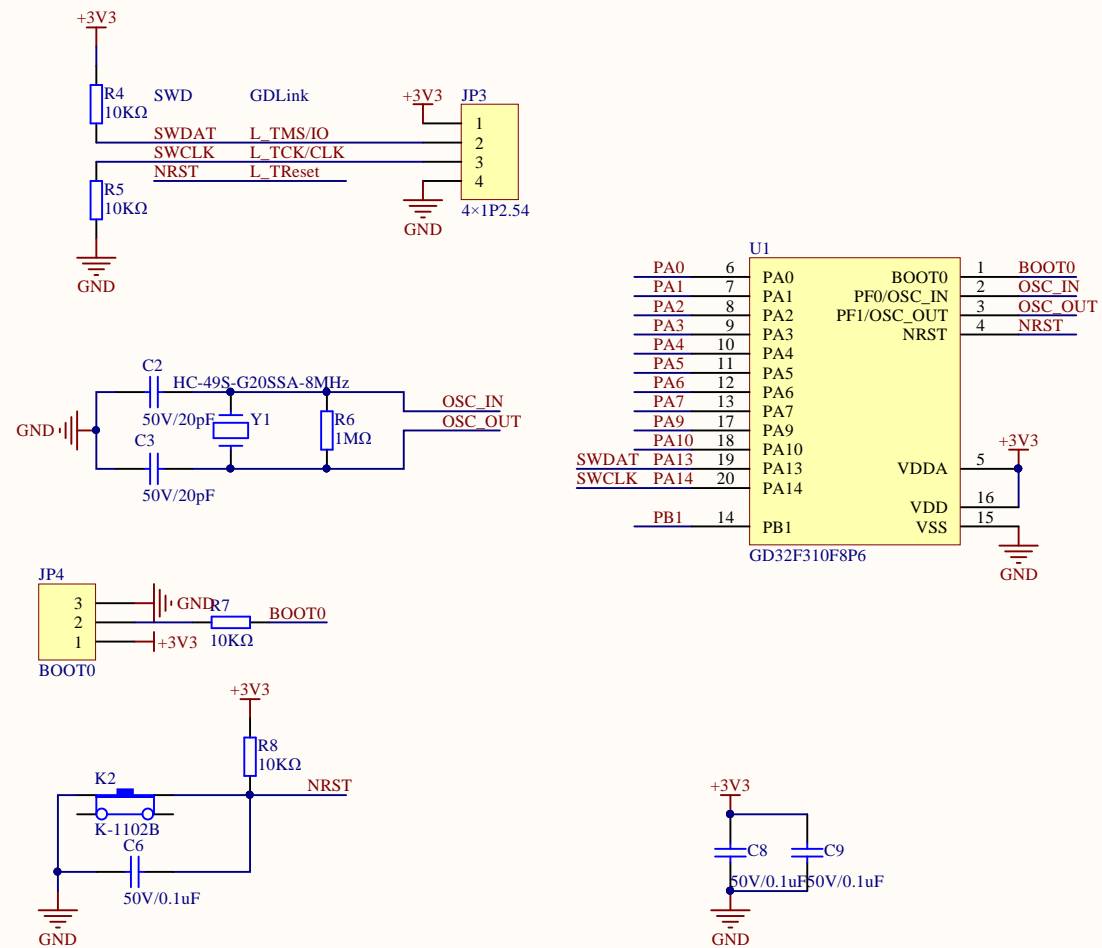 +3V3
R4
10KΩ
SWD GDLink
+3V3
JP3
SWDAT L_TMS/IO
SWCLK L_TCK/CLK
NRST L_TReset
1
2
3
4
R5
10KΩ
4×1P2.54
GND
GND
C2
HC-49S-G20SSA-8MHz
50V/20pF
Y1
R6
1MΩ
OSC_IN
OSC_OUT
GND
C3
50V/20pF
JP4
3
2
1
GND
R7
BOOT0
10KΩ
+3V3
BOOT0
+3V3
R8
10KΩ
K2
NRST
K-1102B
C6
50V/0.1uF
GND
U1
PA0 6 PA0 BOOT0 1 BOOT0
PA1 7 PA1 PF0/OSC_IN 2 OSC_IN
PA2 8 PA2 PF1/OSC_OUT 3 OSC_OUT
PA3 9 PA3 NRST 4 NRST
PA4 10 PA4
PA5 11 PA5
PA6 12 PA6
PA7 13 PA7
PA9 17 PA9
PA10 18 PA10
+3V3
SWDAT PA13 19 PA13 VDDA 5
SWCLK PA14 20 PA14
VDD 16
PB1 14 PB1 VSS 15
GD32F310F8P6
GND
+3V3
C8 C9
50V/0.1uF 50V/0.1uF
GND